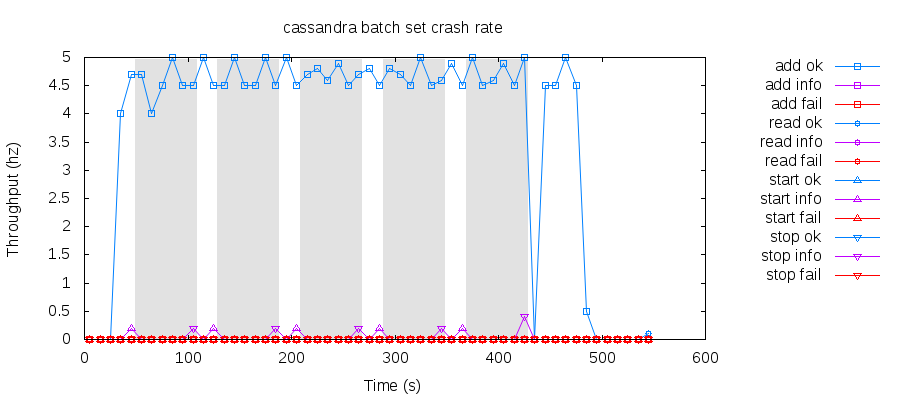 cassandra batch set crash rate
Throughput (hz)
5
4.5
4
3.5
3
2.5
2
1.5
1
0.5
0
0
100
200
300
400
500
600
Time (s)
add ok
add info
add fail
read ok
read info
read fail
start ok
start info
start fail
stop ok
stop info
stop fail